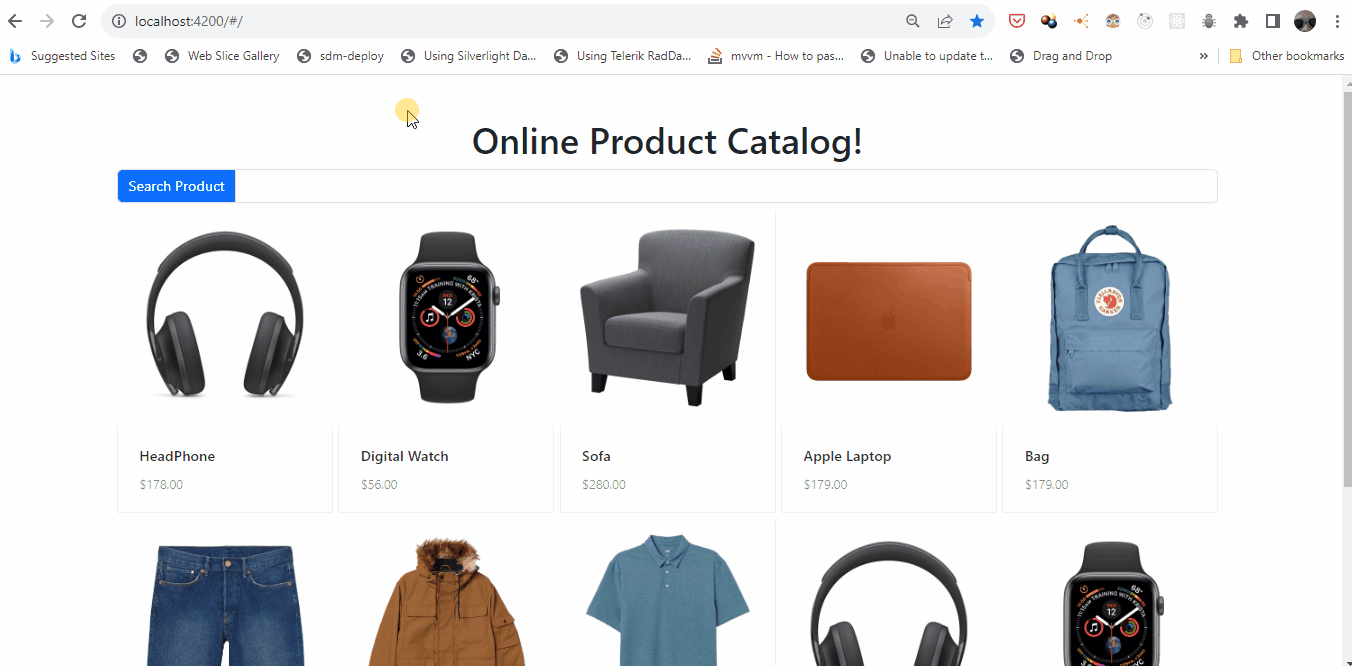 localhost:4200/#/
Suggested Sites Web Slice Gallery sdm-deploy Using Silverlight Da... Using Telerik RadDa... mvvm - How to pas... Unable to update t... Drag and Drop » Other bookmarks
Online Product Catalog!
Search Product
HeadPhone Digital Watch Sofa Apple Laptop Bag
$178.00 $56.00 $280.00 $179.00 $179.00